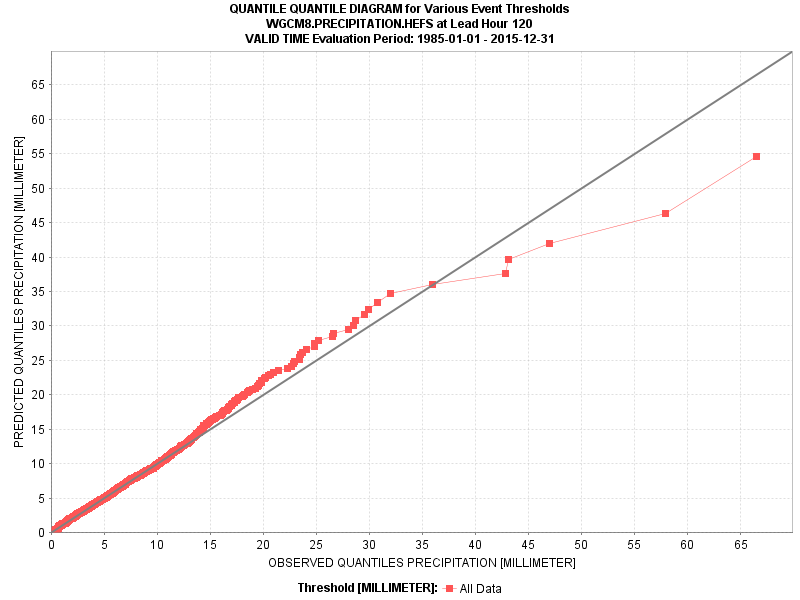 QUANTILE QUANTILE DIAGRAM for Various Event Thresholds
WGCM8.PRECIPITATION.HEFS at Lead Hour 120
VALID TIME Evaluation Period: 1985-01-01 - 2015-12-31
PREDICTED QUANTILES PRECIPITATION [MILLIMETER]
65
60
55
50
45
40
35
30
25
20
15
10
5
0
0 5 10 15 20 25 30 35 40 45 50 55 60 65
OBSERVED QUANTILES PRECIPITATION [MILLIMETER]
Threshold [MILLIMETER]: All Data